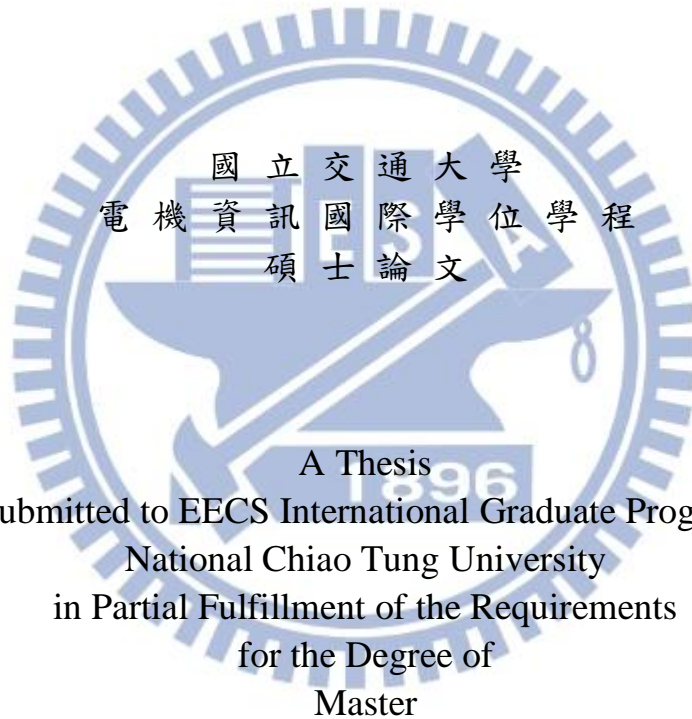 國立交通大學
電機資訊國際學位學程
碩士論文
E S A
1896
A Thesis
ubmitted to EECS International Graduate Prog
National Chiao Tung University
in Partial Fulfillment of the Requirements
for the Degree of
Master